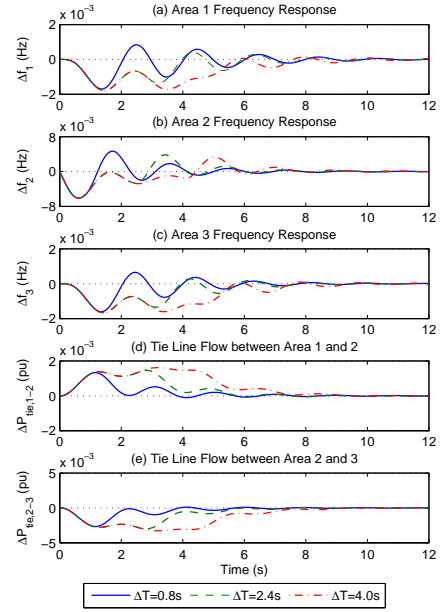 (a) Area 1 Frequency Response
x 10⁻³
2
0
−2
Δf₁ (Hz)
0 2 4 6 8 10 12
(b) Area 2 Frequency Response
x 10⁻³
8
0
−8
Δf₂ (Hz)
0 2 4 6 8 10 12
(c) Area 3 Frequency Response
x 10⁻³
2
0
−2
Δf₃ (Hz)
0 2 4 6 8 10 12
(d) Tie Line Flow between Area 1 and 2
x 10⁻³
2
0
−2
ΔP_tie,1−2 (pu)
0 2 4 6 8 10 12
(e) Tie Line Flow between Area 2 and 3
x 10⁻³
5
0
−5
ΔP_tie,2−3 (pu)
0 2 4 6 8 10 12
Time (s)
ΔT=0.8s ΔT=2.4s ΔT=4.0s